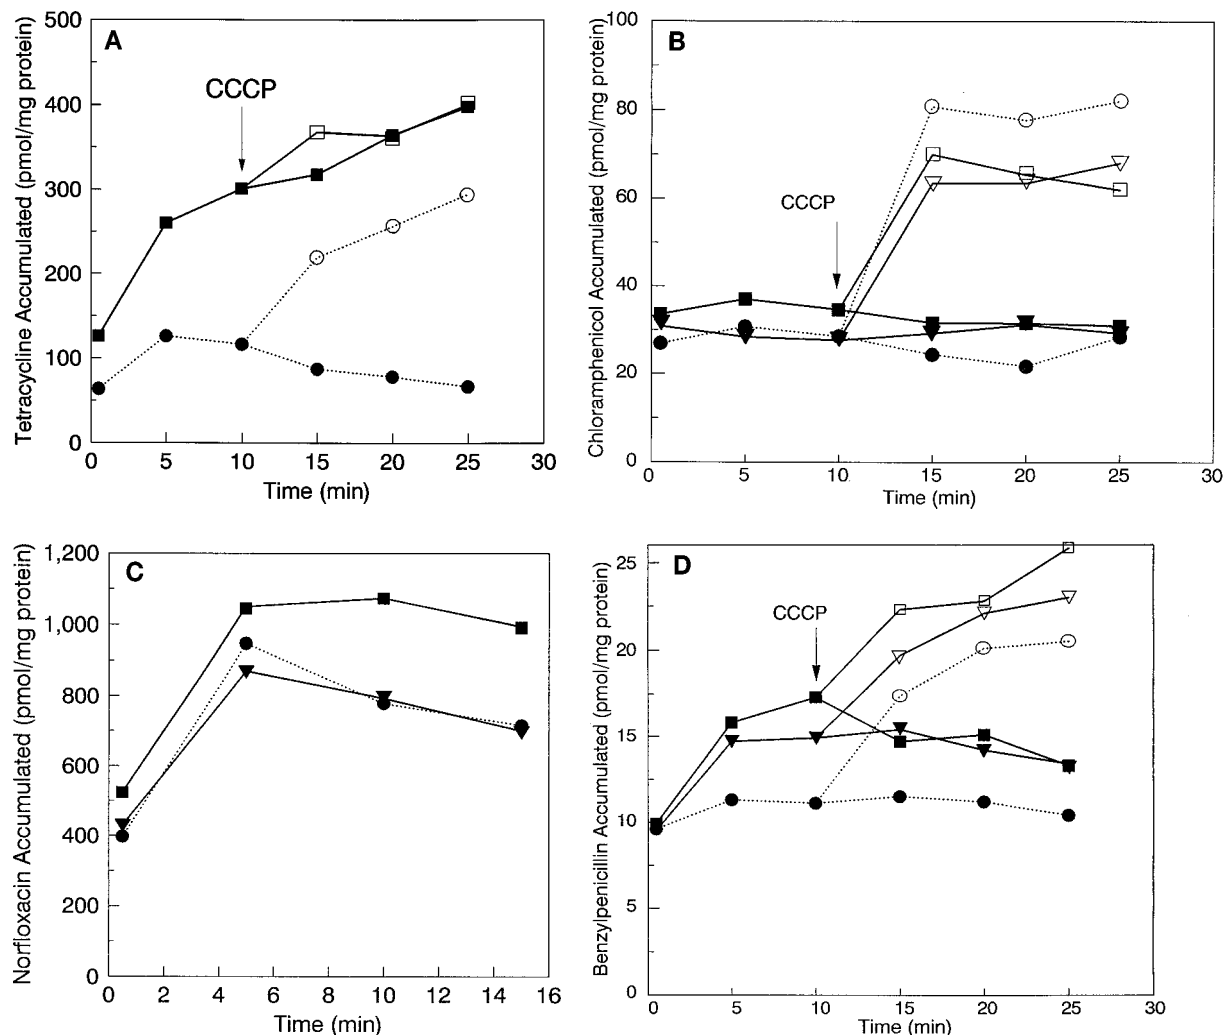 A
CCCP
Tetracycline Accumulated (pmol/mg protein)
500
400
300
200
100
0
0 5 10 15 20 25 30
Time (min)
B
CCCP
Chloramphenicol Accumulated (pmol/mg protein)
100
80
60
40
20
0
0 5 10 15 20 25 30
Time (min)
C
Norfloxacin Accumulated (pmol/mg protein)
1,200
1,000
800
600
400
200
0
0 2 4 6 8 10 12 14 16
Time (min)
D
CCCP
Benzylpenicillin Accumulated (pmol/mg protein)
25
20
15
10
5
0
0 5 10 15 20 25 30
Time (min)